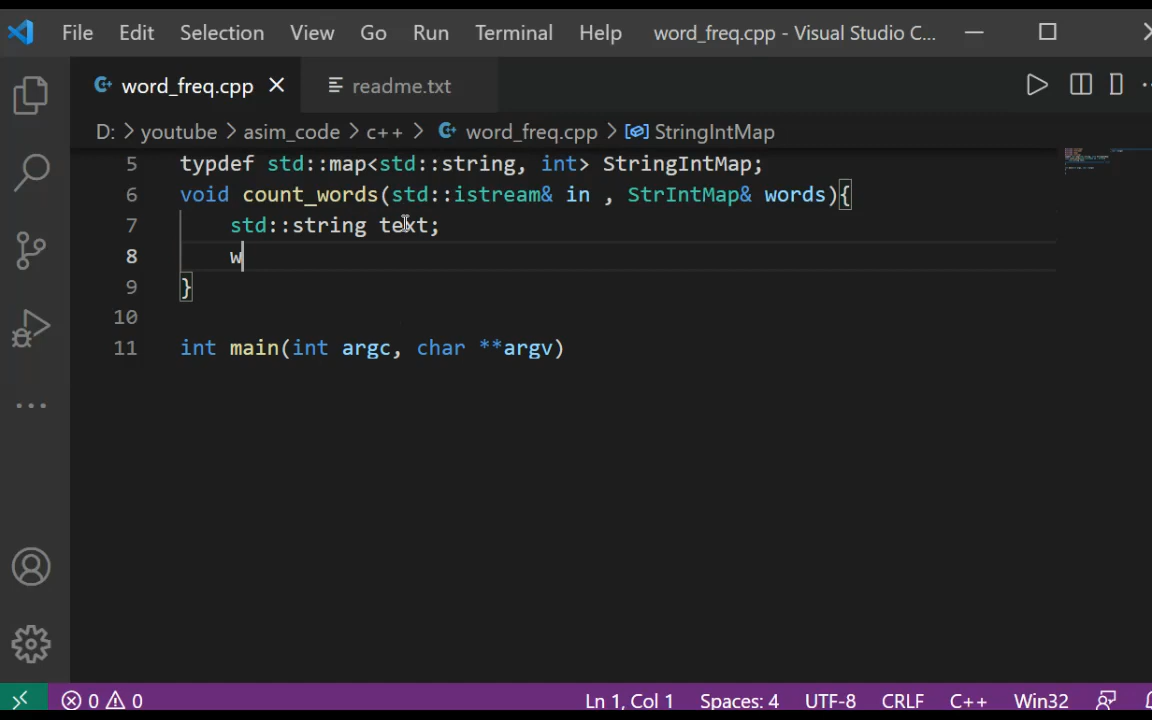 File Edit Selection View Go Run Terminal Help word_freq.cpp - Visual Studio C...
word_freq.cpp readme.txt
D: > youtube > asim_code > c++ > word_freq.cpp > StringIntMap
5 typdef std::map<std::string, int> StringIntMap;
6 void count_words(std::istream& in , StrIntMap& words){
7 std::string text;
8 w
9 }
10
11 int main(int argc, char **argv)
0 0 Ln 1, Col 1 Spaces: 4 UTF-8 CRLF C++ Win32